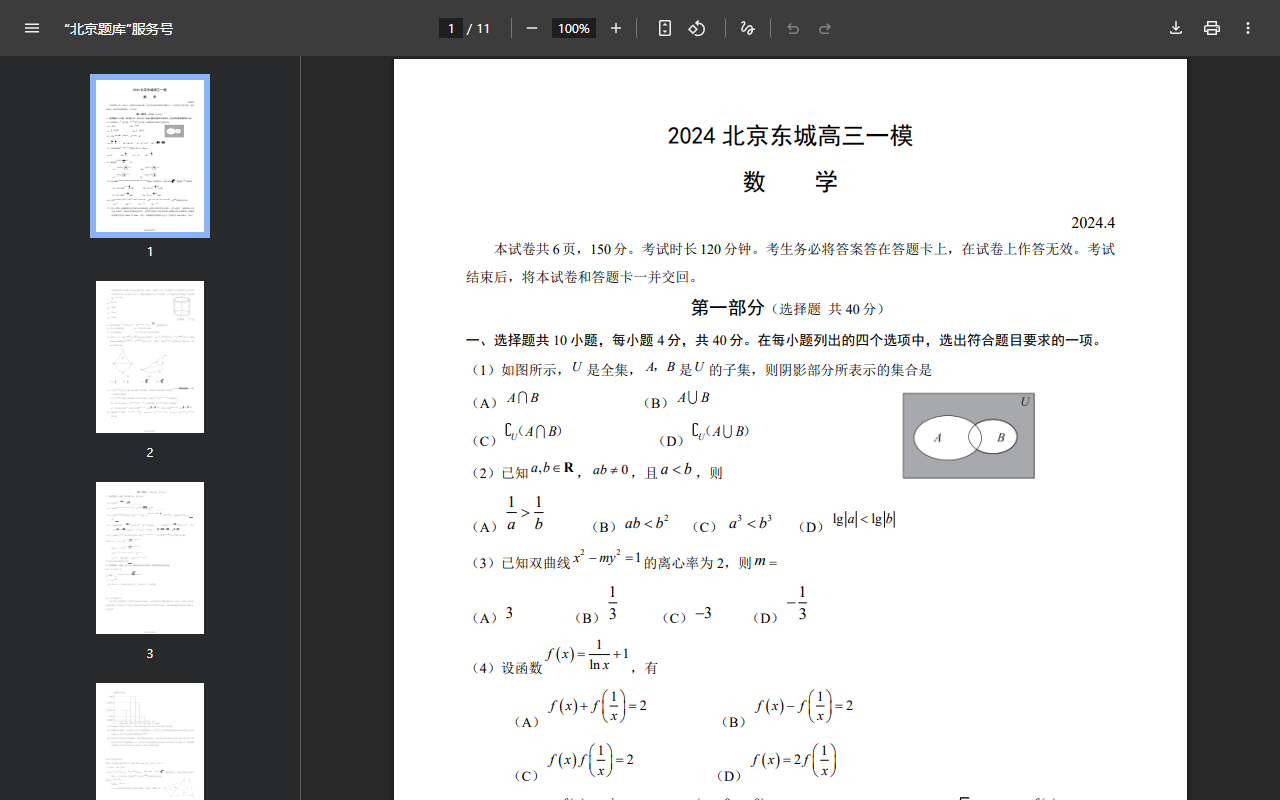 “北京题库”服务号
1 / 11
100%
1
2
3
2024 北京东城高三一模
数 学
2024.4
本试卷共 6 页，150 分。考试时长 120 分钟。考生务必将答案答在答题卡上，在试卷上作答无效。考试
结束后，将本试卷和答题卡一并交回。
第一部分（选择题 共 40 分）
一、选择题共 10 小题，每小题 4 分，共 40 分。在每小题列出的四个选项中，选出符合题目要求的一项。
（1）如图所示，U 是全集，A，B 是 U 的子集，则阴影部分所表示的集合是
（A）A⋂B （B）A⋃B
（C）∁U(A⋂B) （D）∁U(A⋃B)
U
A B
（2）已知 a,b∈R，ab≠0，且 a<b，则
（A）1/a > 1/b （B）ab<b² （C）a³<b³ （D）lg|a|<lg|b|
（3）已知双曲线 x²−my²=1 的离心率为 2，则 m =
（A）3 （B）1/3 （C）−3 （D）−1/3
（4）设函数 f(x)=1/ln x+1，有
（A）f(x)+f(1/x)=2 （B）f(x)−f(1/x)=2
（C）f(x)f(1/x)=2 （D）f(x)=2f(1/x)